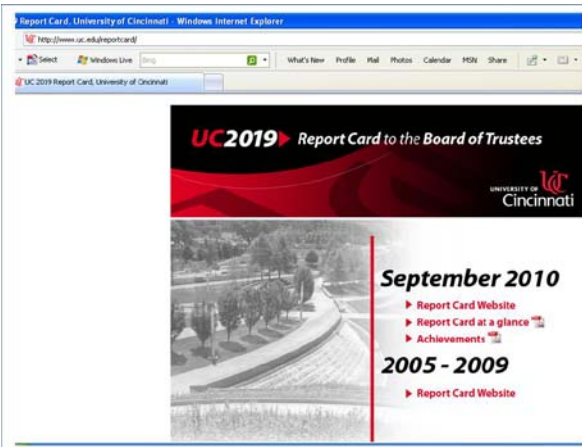 Report Card, University of Cincinnati - Windows Internet Explorer
http://www.uc.edu/reportcard/
Select Windows Live Bing What's New Profile Mail Photos Calendar MSN Share
UC 2019 Report Card, University of Cincinnati
UC2019 Report Card to the Board of Trustees
UNIVERSITY OF
Cincinnati
September 2010
Report Card Website
Report Card at a glance
Achievements
2005 - 2009
Report Card Website